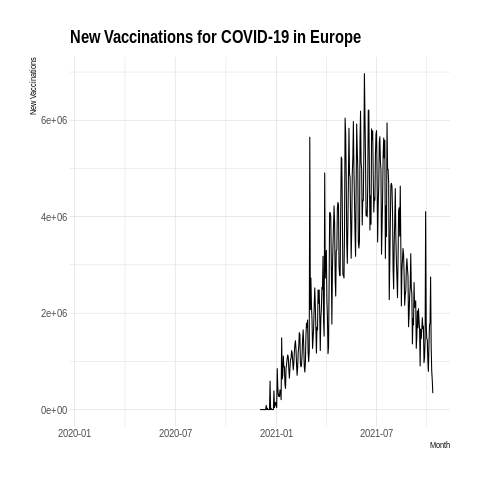 New Vaccinations for COVID-19 in Europe
New Vaccinations
6e+06
4e+06
2e+06
0e+00
2020-01
2020-07
2021-01
2021-07
Month